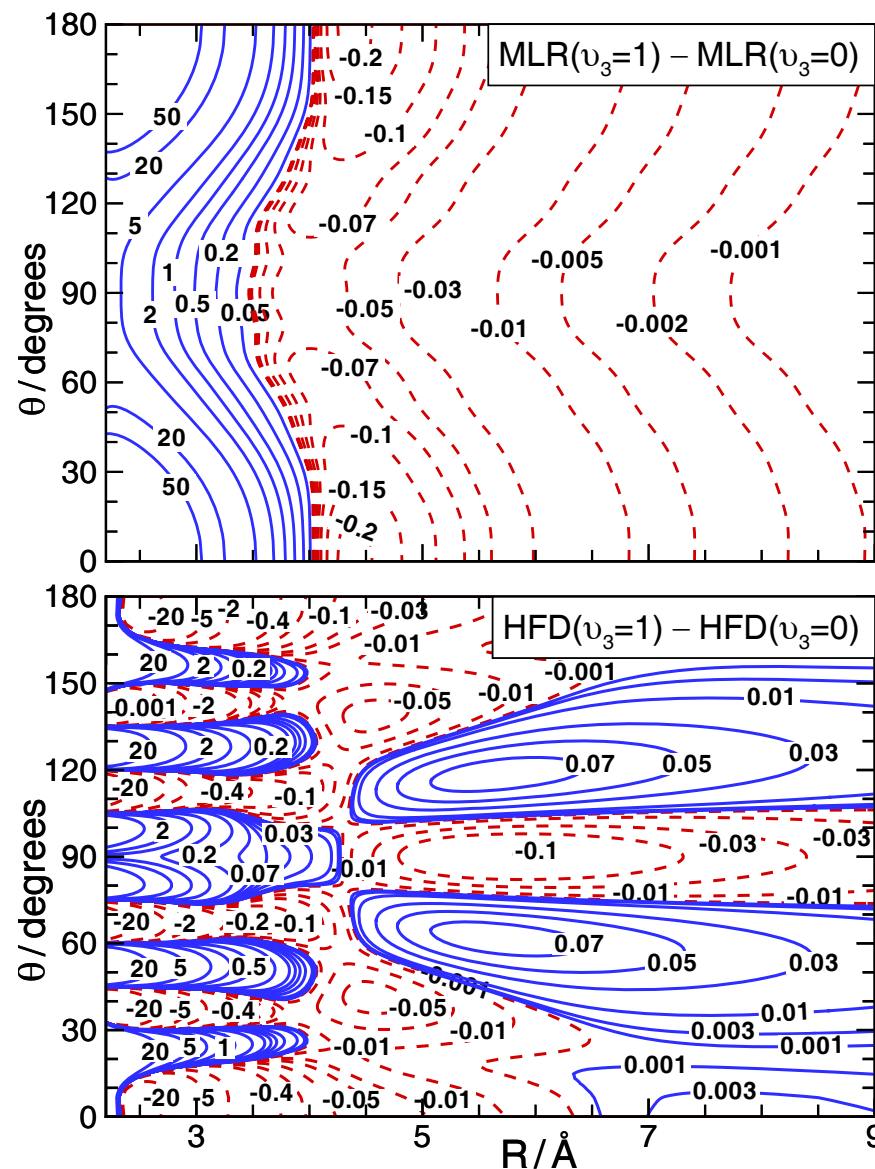 180
150
120
90
60
30
0
θ/degrees
MLR(υ₃=1) – MLR(υ₃=0)
-0.2
-0.15
-0.1
50
20
5
-0.07
0.2
1
-0.005
-0.001
0.5
0.05
-0.05
-0.03
2
-0.01
-0.002
-0.07
20
-0.1
50
-0.15
-0.2
180
150
120
90
60
30
0
θ/degrees
HFD(υ₃=1) – HFD(υ₃=0)
-20 -5 -2 -0.4 -0.1 -0.03
-0.01
20 2 0.2 -0.001
-0.001 -2 -0.05 -0.01 0.01
20 2 0.2 0.07 0.05 0.03
-20 -0.4 -0.1
2 0.03 -0.03 -0.03
0.2 -0.1
0.07 -0.01 -0.01 -0.01
-20 -2 -0.2 -0.1
20 5 0.5 0.07 0.05 0.03
-0.001
-20 -5 -0.4 -0.05 0.01
-0.01 0.003
20 5 1 -0.01 0.001 0.001
-20 -5 -0.4 -0.05 -0.01 0.003
3 5 7 9
R/Å